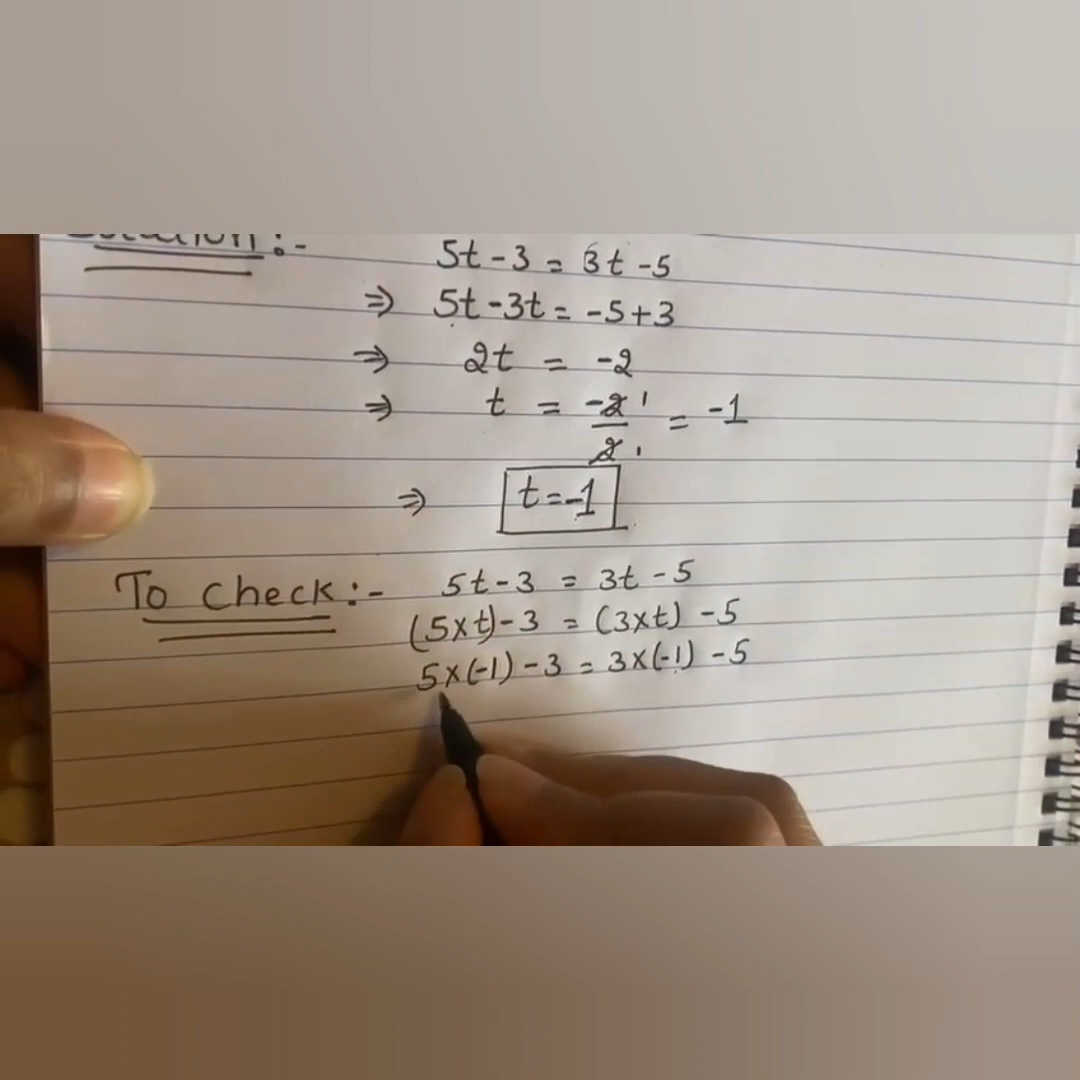 Solution:-
5t - 3 = 3t - 5
⇒ 5t - 3t = -5+3
⇒ 2t = -2
⇒ t = -2/2 = -1
⇒ t = -1
To Check:- 5t - 3 = 3t - 5
(5×t) - 3 = (3×t) - 5
5×(-1) - 3 = 3×(-1) - 5